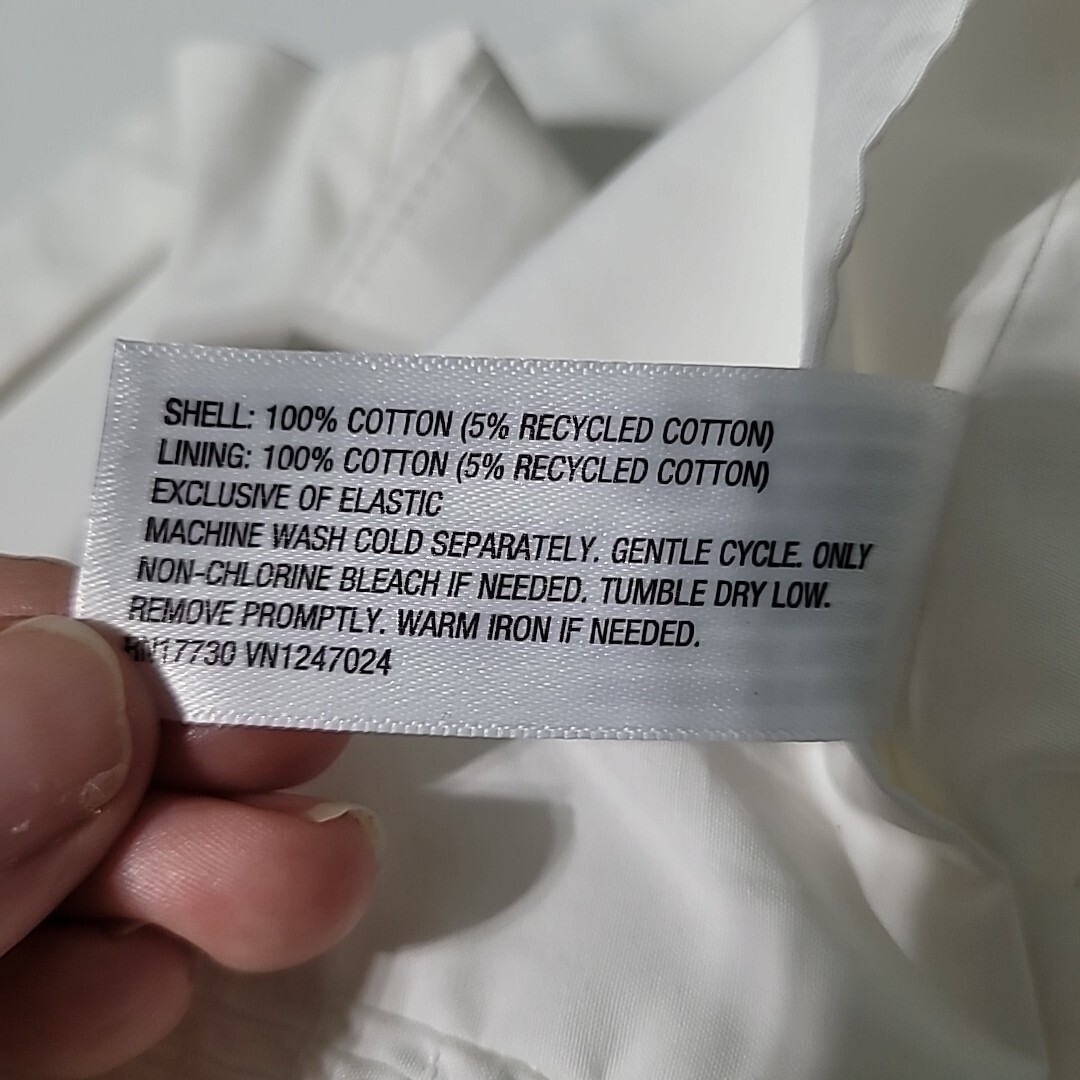 SHELL: 100% COTTON (5% RECYCLED COTTON)
LINING: 100% COTTON (5% RECYCLED COTTON)
EXCLUSIVE OF ELASTIC
MACHINE WASH COLD SEPARATELY. GENTLE CYCLE. ONLY
NON-CHLORINE BLEACH IF NEEDED. TUMBLE DRY LOW.
REMOVE PROMPTLY. WARM IRON IF NEEDED.
RN17730 VN1247024